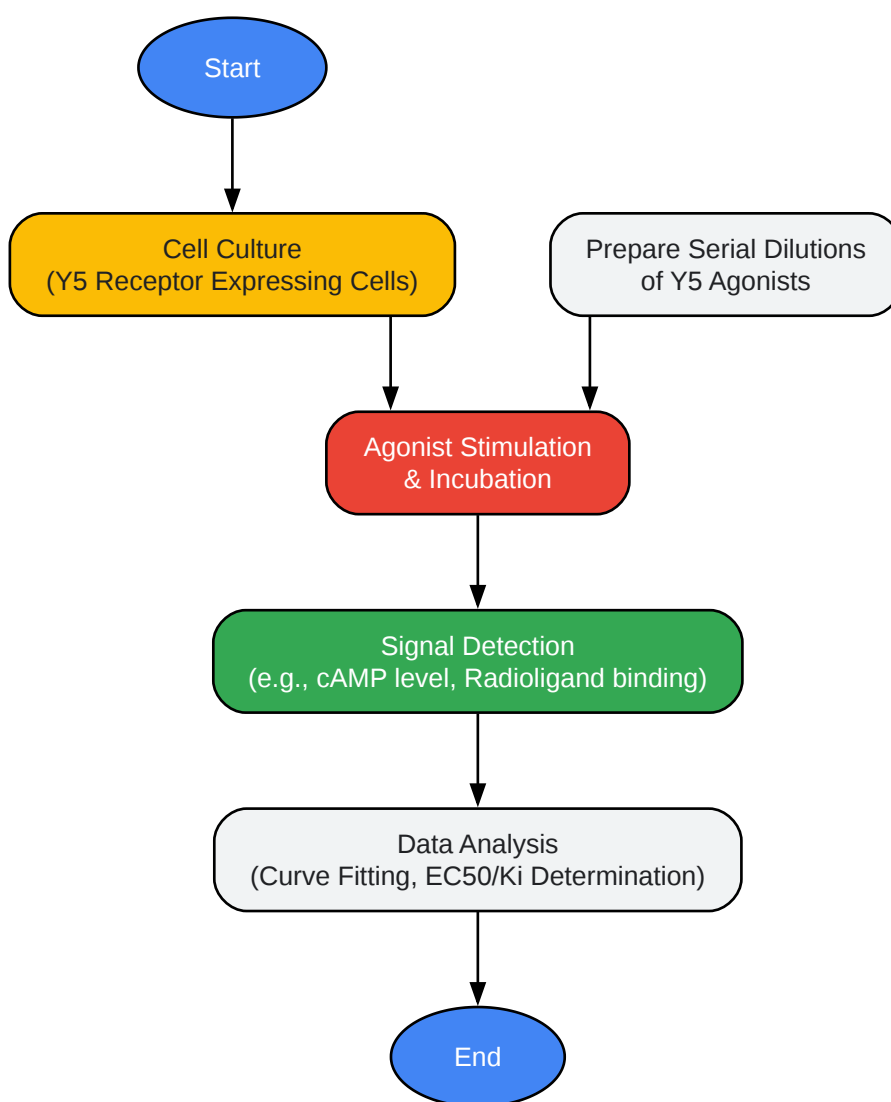 Start
Cell Culture
(Y5 Receptor Expressing Cells)
Prepare Serial Dilutions
of Y5 Agonists
Agonist Stimulation
& Incubation
Signal Detection
(e.g., cAMP level, Radioligand binding)
Data Analysis
(Curve Fitting, EC50/Ki Determination)
End